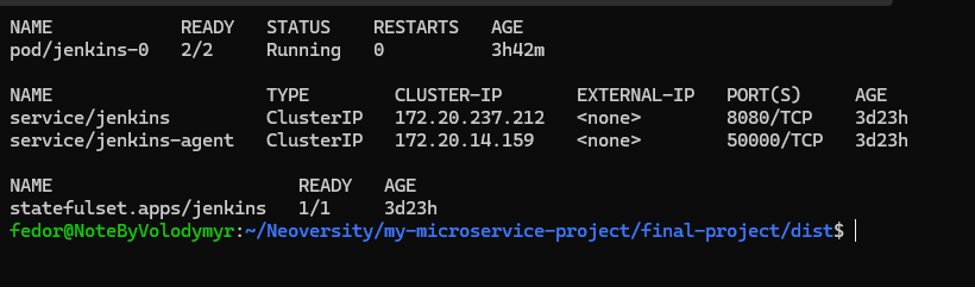 NAME READY STATUS RESTARTS AGE
pod/jenkins-0 2/2 Running 0 3h42m
NAME TYPE CLUSTER-IP EXTERNAL-IP PORT(S) AGE
service/jenkins ClusterIP 172.20.237.212 <none> 8080/TCP 3d23h
service/jenkins-agent ClusterIP 172.20.14.159 <none> 50000/TCP 3d23h
NAME READY AGE
statefulset.apps/jenkins 1/1 3d23h
fedor@NoteByVolodymyr:~/Neoversity/my-microservice-project/final-project/dist$